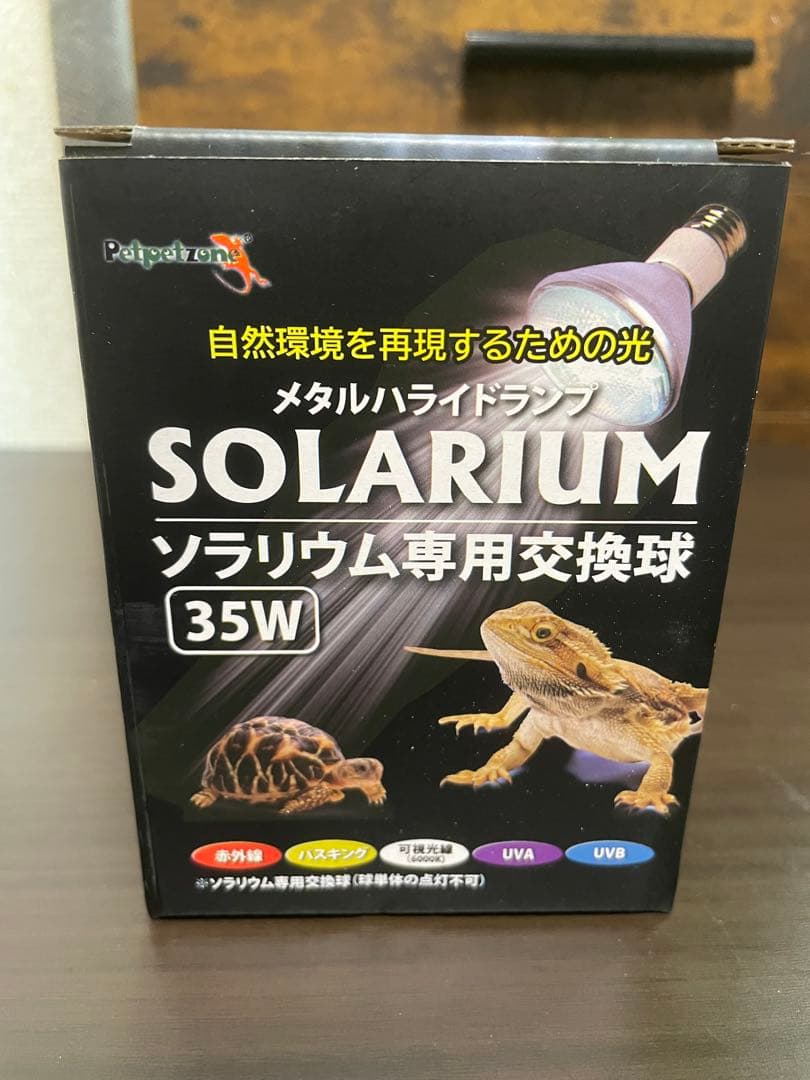 Petpetzone®
自然環境を再現するための光
メタルハライドランプ
SOLARIUM
ソラリウム専用交換球
35W
赤外線 バスキング 可視光線 (6000K) UVA UVB
※ソラリウム専用交換球(球単体の点灯不可)